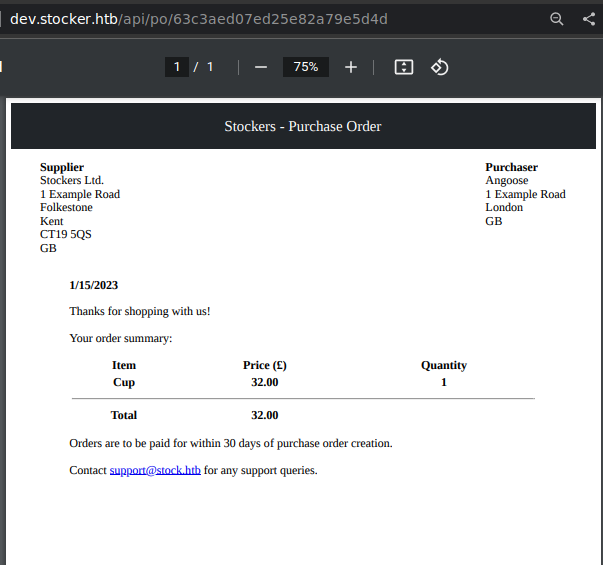 dev.stocker.htb/api/po/63c3aed07ed25e82a79e5d4d
1 / 1 75%
Stockers - Purchase Order
Supplier
Stockers Ltd.
1 Example Road
Folkestone
Kent
CT19 5QS
GB
Purchaser
Angoose
1 Example Road
London
GB
1/15/2023
Thanks for shopping with us!
Your order summary:
Item Price (£) Quantity
Cup 32.00 1
Total 32.00
Orders are to be paid for within 30 days of purchase order creation.
Contact support@stock.htb for any support queries.